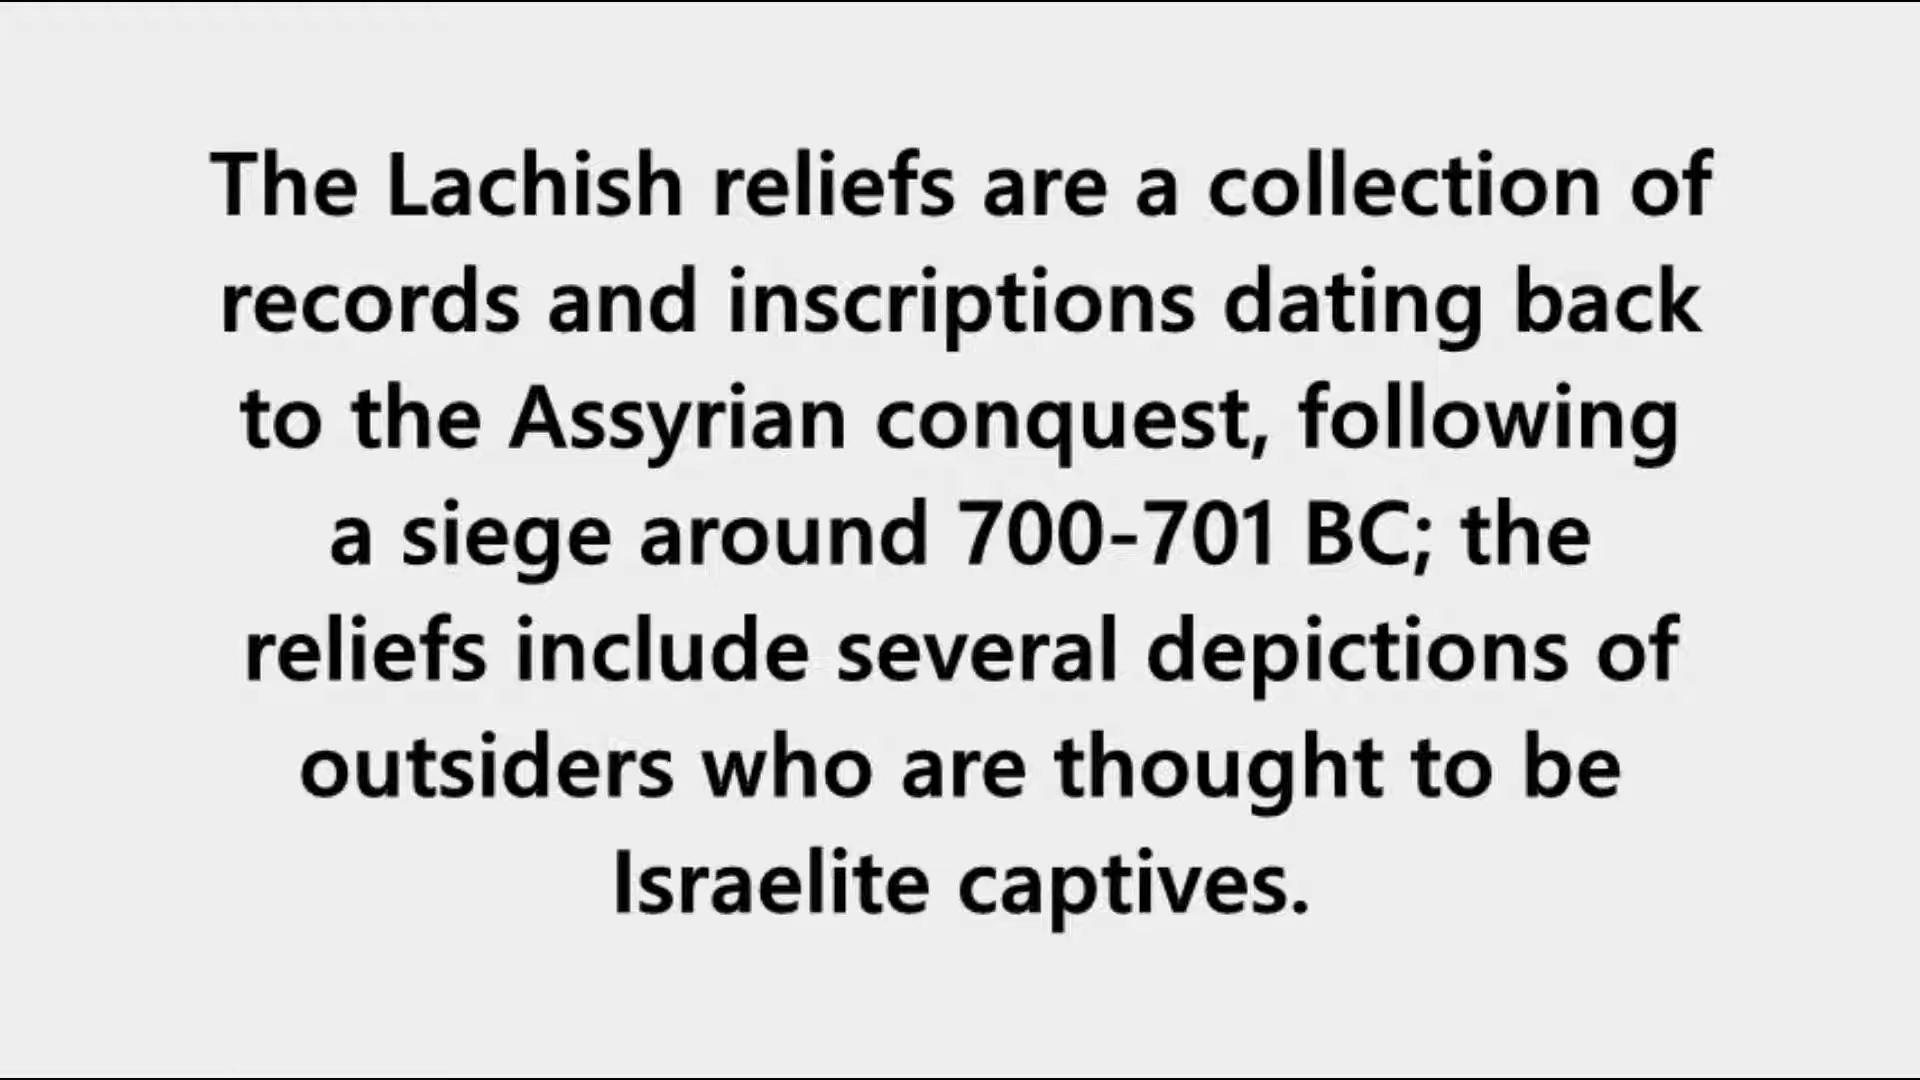 The Lachish reliefs are a collection of
records and inscriptions dating back
to the Assyrian conquest, following
a siege around 700-701 BC; the
reliefs include several depictions of
outsiders who are thought to be
Israelite captives.